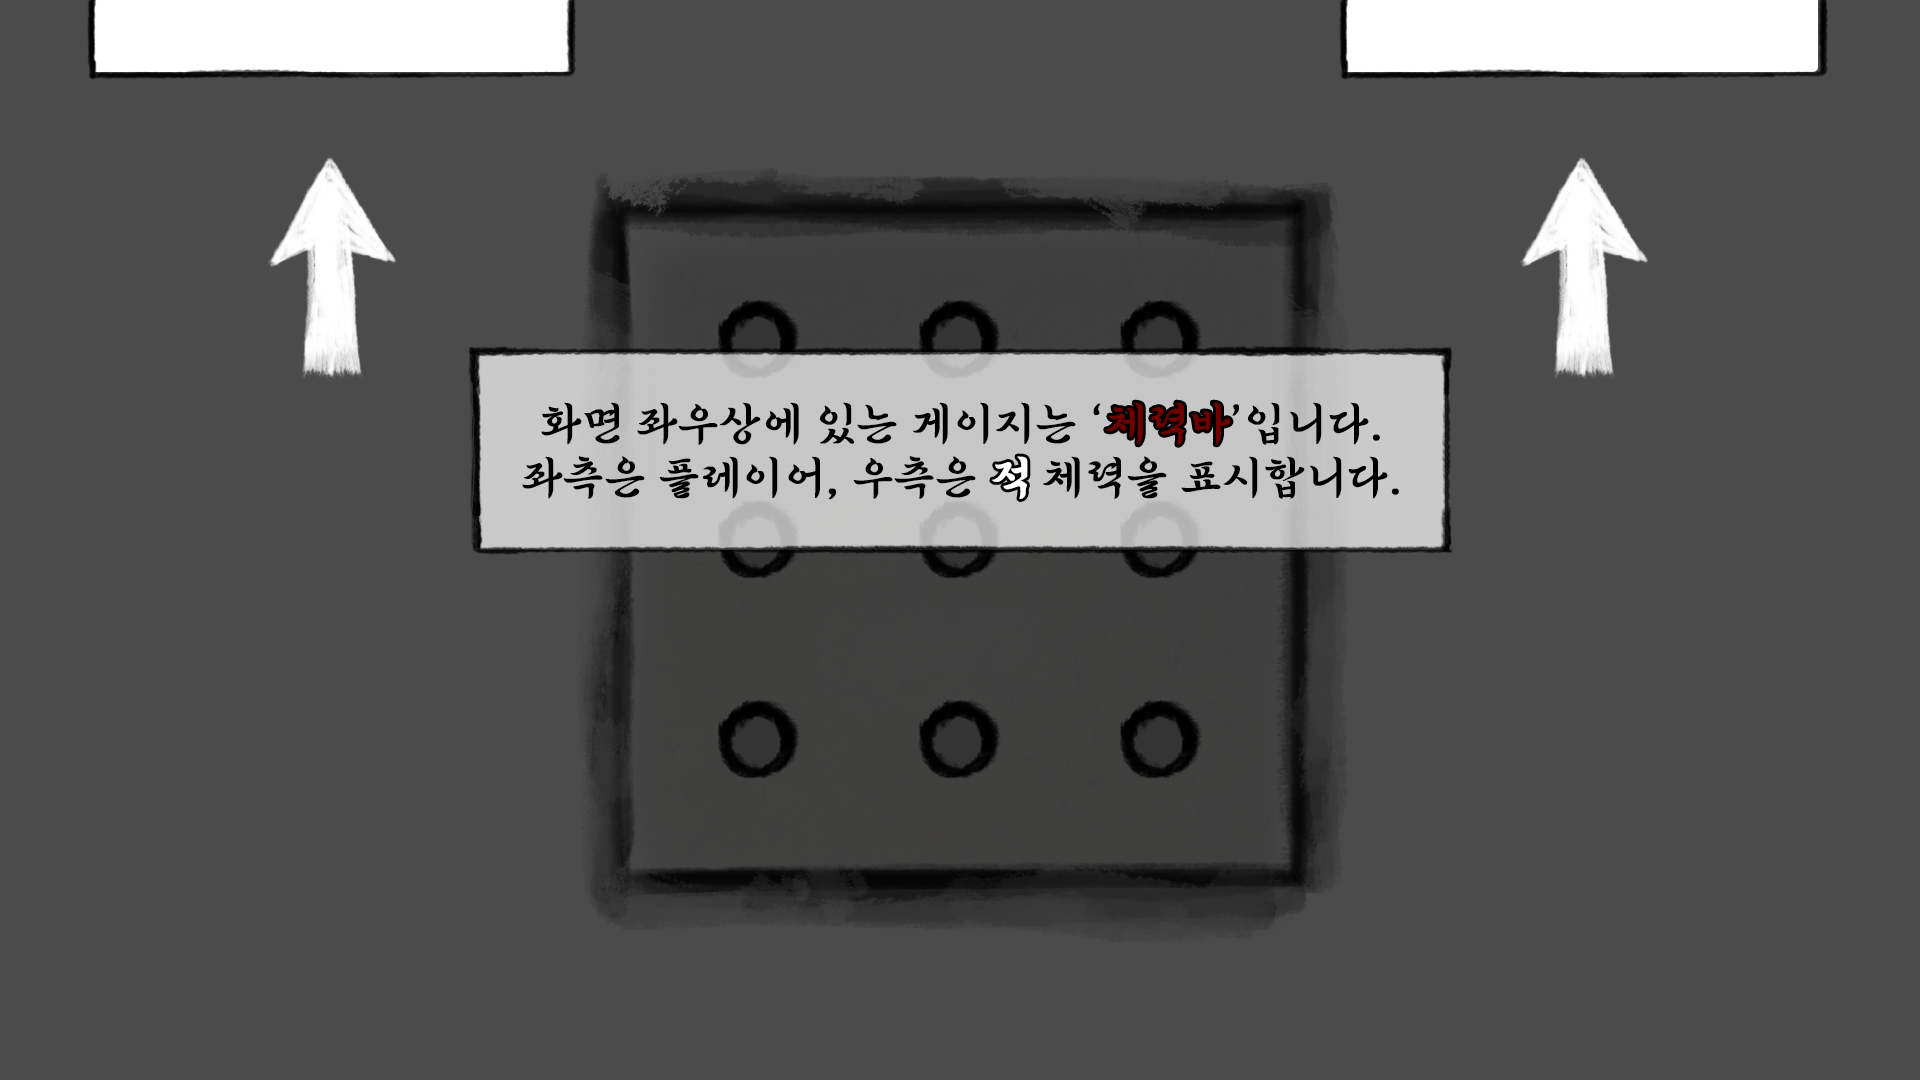 화면 좌우상에 있는 게이지는 ‘체력바’입니다.
좌측은 플레이어, 우측은 적 체력을 표시합니다.